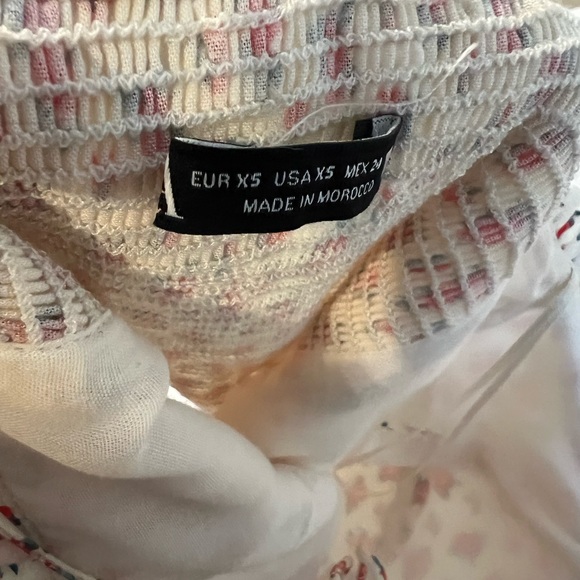 A
EUR XS USA XS MEX 24
MADE IN MOROCCO